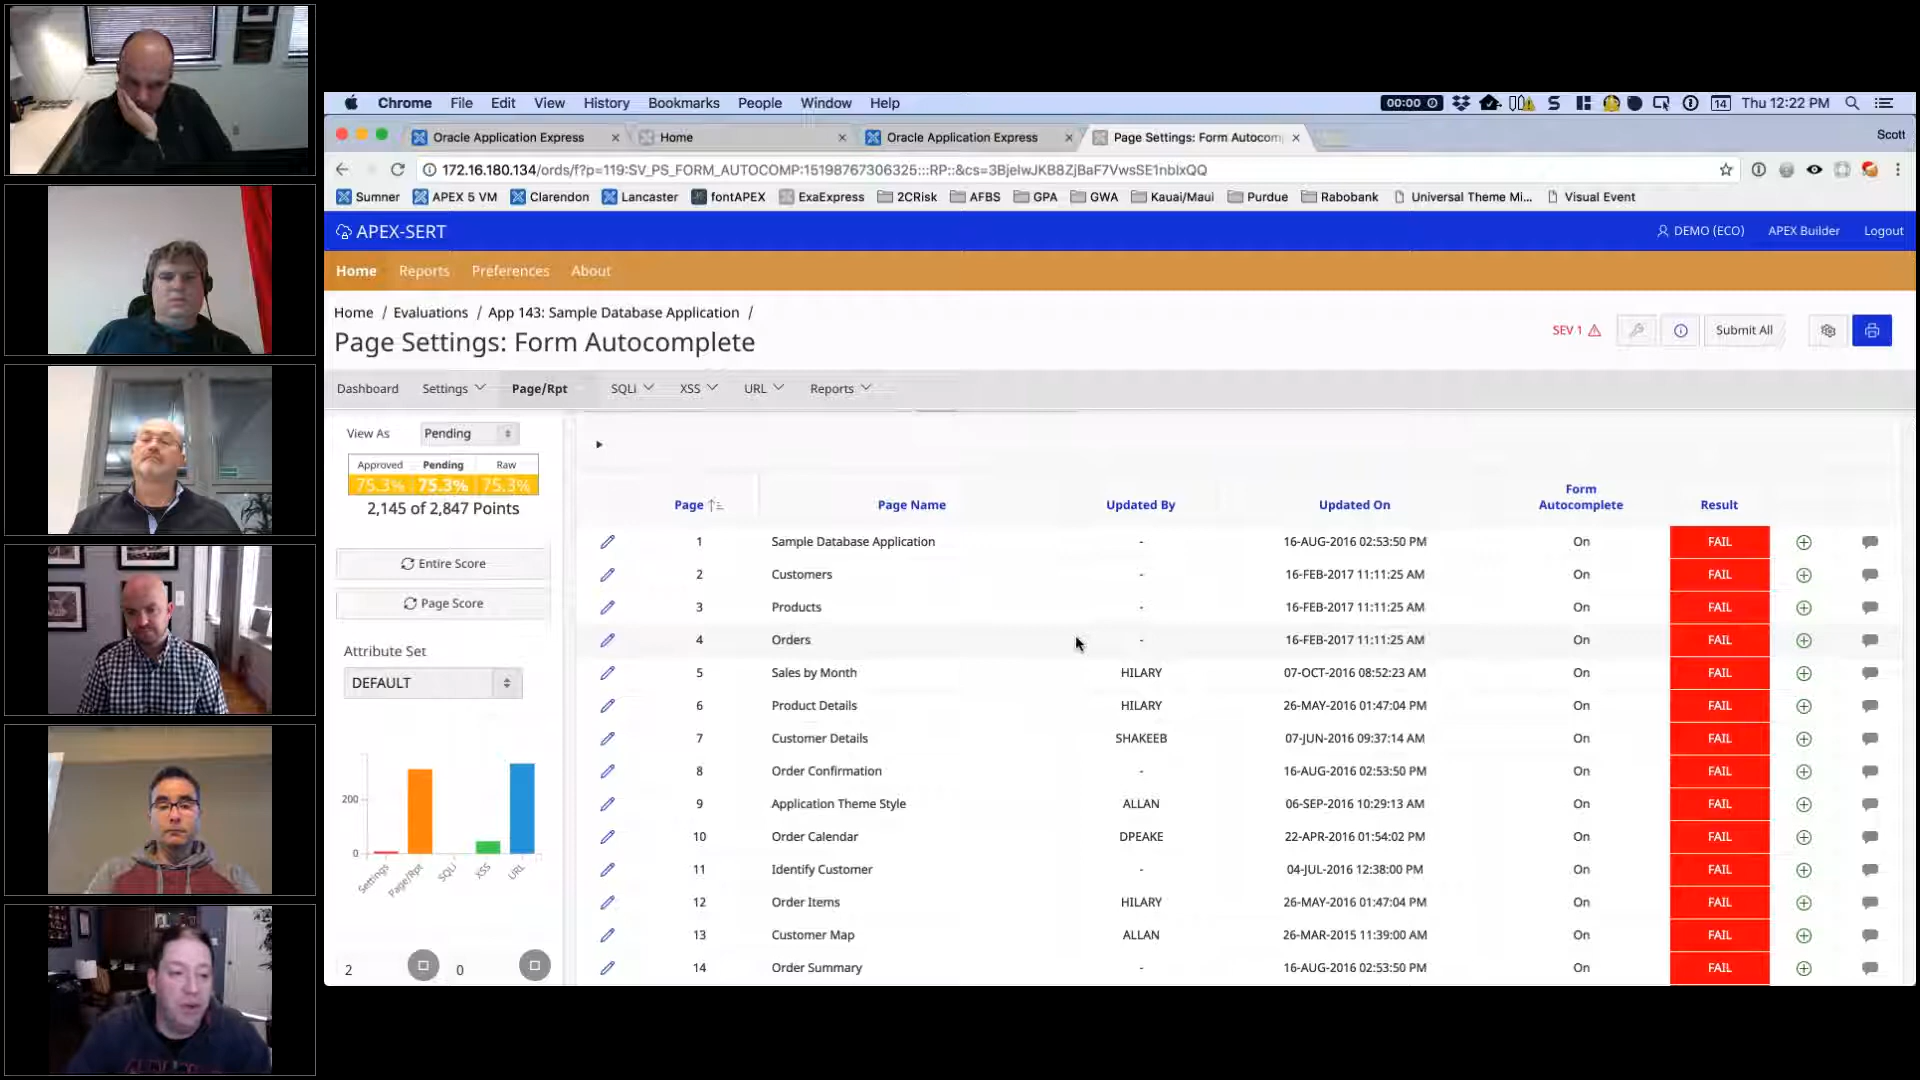 Chrome File Edit View History Bookmarks People Window Help 00:00 14 Thu 12:22 PM
Oracle Application Express Home Oracle Application Express Page Settings: Form Autocom Scott
172.16.180.134/ords/f?p=119:SV_PS_FORM_AUTOCOMP:15198767306325:::RP::&cs=3BjeIwJKB8ZjBaF7VwsSE1nbIxQQ
Sumner APEX 5 VM Clarendon Lancaster fontAPEX ExaExpress 2CRisk AFBS GPA GWA Kauai/Maui Purdue Rabobank Universal Theme Mi... Visual Event
APEX-SERT DEMO (ECO) APEX Builder Logout
Home Reports Preferences About
Home / Evaluations / App 143: Sample Database Application /
Page Settings: Form Autocomplete SEV 1 Submit All
Dashboard Settings Page/Rpt SQLi XSS URL Reports
View As Pending
Approved Pending Raw
75.3% 75.3% 75.3%
2,145 of 2,847 Points
Entire Score
Page Score
Attribute Set
DEFAULT
200
0
Settings Page/Rpt SQLi XSS URL
2 0
Page Page Name Updated By Updated On Form Autocomplete Result
1 Sample Database Application - 16-AUG-2016 02:53:50 PM On FAIL
2 Customers - 16-FEB-2017 11:11:25 AM On FAIL
3 Products - 16-FEB-2017 11:11:25 AM On FAIL
4 Orders - 16-FEB-2017 11:11:25 AM On FAIL
5 Sales by Month HILARY 07-OCT-2016 08:52:23 AM On FAIL
6 Product Details HILARY 26-MAY-2016 01:47:04 PM On FAIL
7 Customer Details SHAKEEB 07-JUN-2016 09:37:14 AM On FAIL
8 Order Confirmation - 16-AUG-2016 02:53:50 PM On FAIL
9 Application Theme Style ALLAN 06-SEP-2016 10:29:13 AM On FAIL
10 Order Calendar DPEAKE 22-APR-2016 01:54:02 PM On FAIL
11 Identify Customer - 04-JUL-2016 12:38:00 PM On FAIL
12 Order Items HILARY 26-MAY-2016 01:47:04 PM On FAIL
13 Customer Map ALLAN 26-MAR-2015 11:39:00 AM On FAIL
14 Order Summary - 16-AUG-2016 02:53:50 PM On FAIL